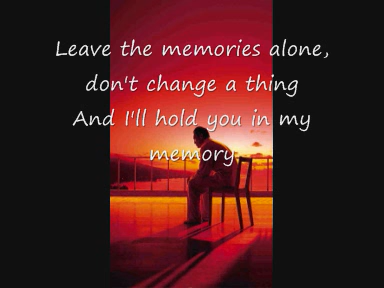 Leave the memories alone,
don't change a thing
And I'll hold you in my
memory